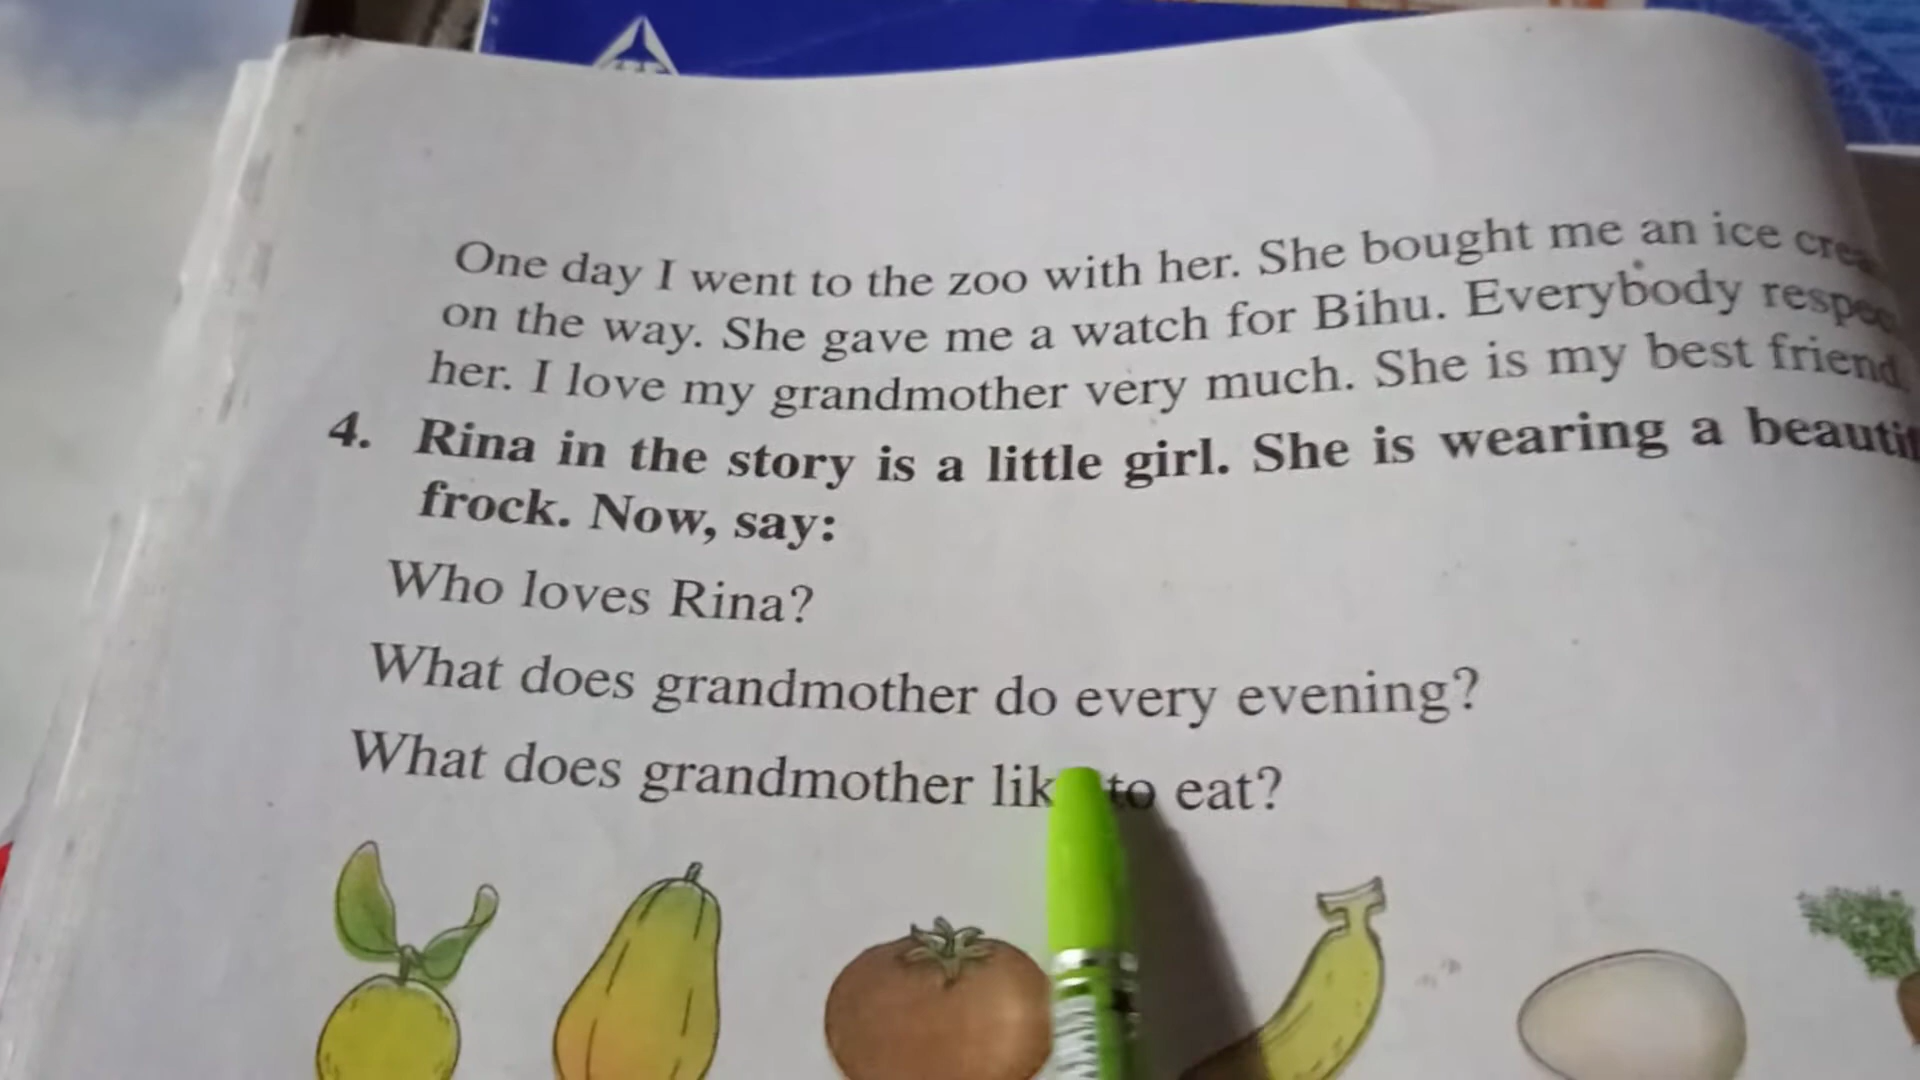 One day I went to the zoo with her. She bought me an ice
on the way. She gave me a watch for Bihu. Everybody
her. I love my grandmother very much. She is my best friend
4. Rina in the story is a little girl. She is wearing a
frock. Now, say:
Who loves Rina?
What does grandmother do every evening?
What does grandmother to eat?